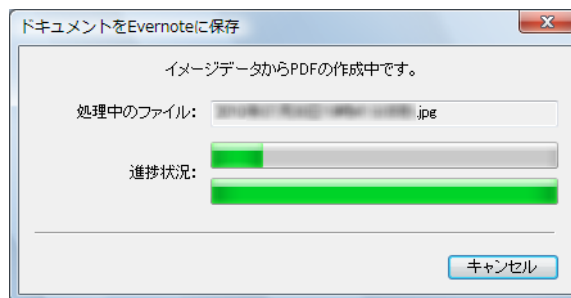 ドキュメントをEvernoteに保存
イメージデータからPDFの作成中です。
処理中のファイル: .jpg
進捗状況:
キャンセル